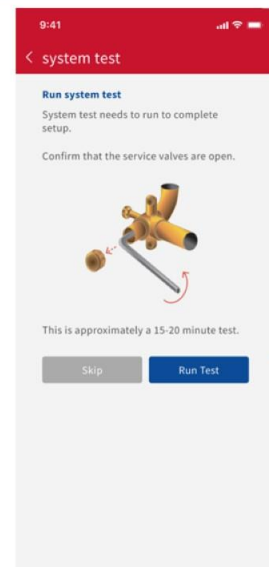 9:41
system test
Run system test
System test needs to run to complete
setup.
Confirm that the service valves are open.
This is approximately a 15-20 minute test.
Skip
Run Test